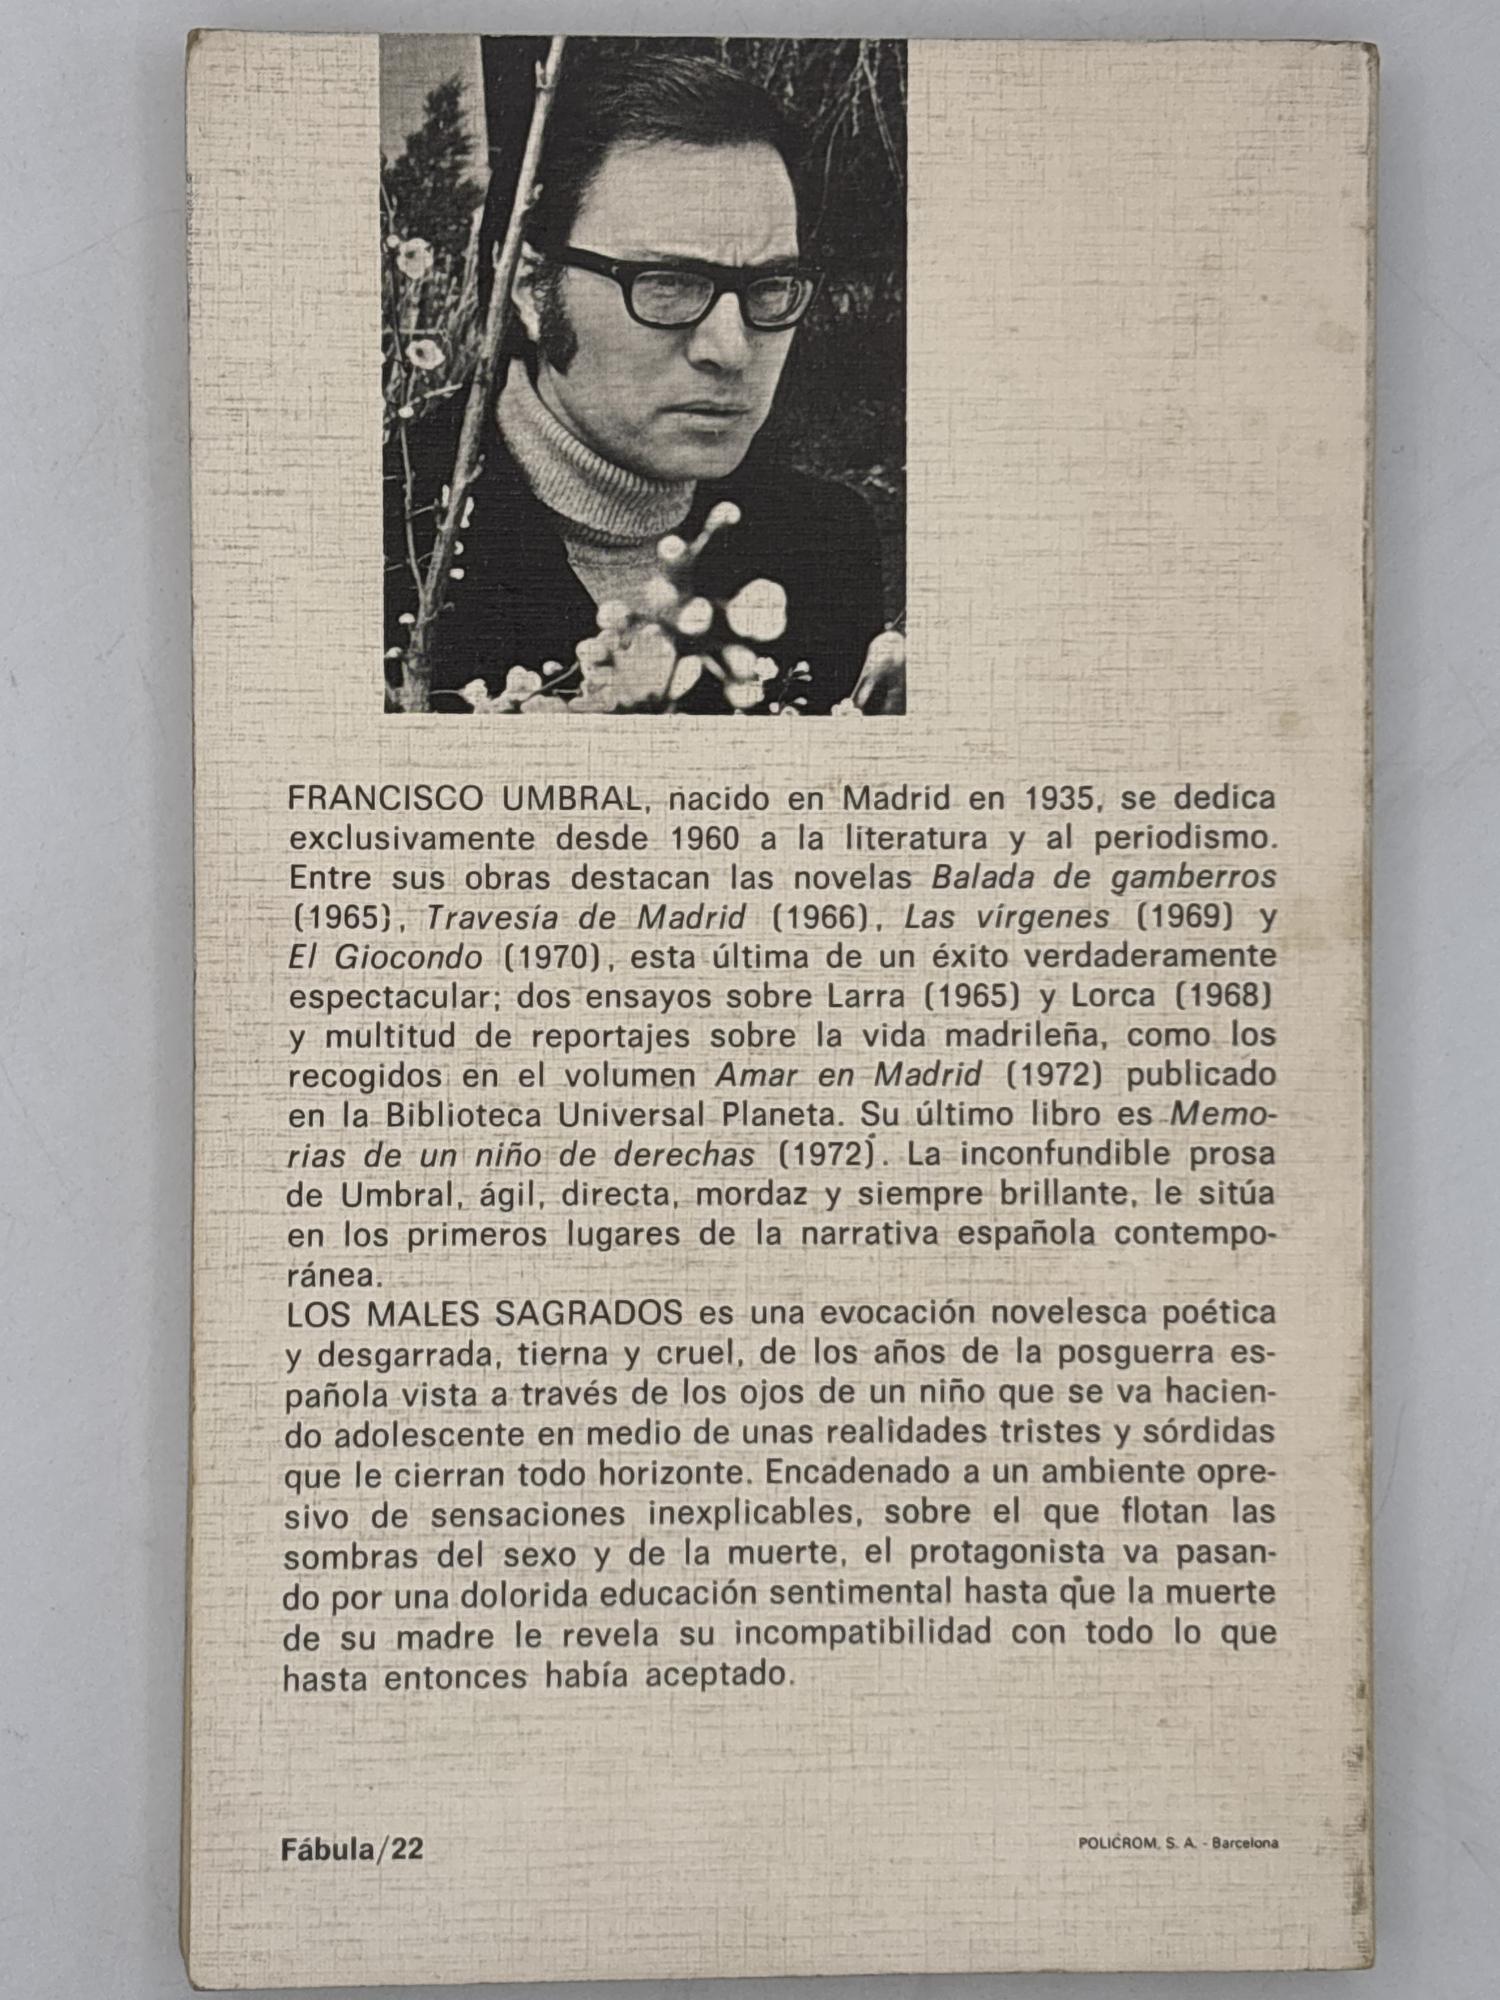 FRANCISCO UMBRAL, nacido en Madrid en 1935, se dedica
exclusivamente desde 1960 a la literatura y al periodismo.
Entre sus obras destacan las novelas Balada de gamberros
(1965), Travesía de Madrid (1966), Las vírgenes (1969) y
El Giocondo (1970), esta última de un éxito verdaderamente
espectacular; dos ensayos sobre Larra (1965) y Lorca (1968)
y multitud de reportajes sobre la vida madrileña, como los
recogidos en el volumen Amar en Madrid (1972) publicado
en la Biblioteca Universal Planeta. Su último libro es Memo-
rias de un niño de derechas (1972). La inconfundible prosa
de Umbral, ágil, directa, mordaz y siempre brillante, le sitúa
en los primeros lugares de la narrativa española contempo-
ránea.
LOS MALES SAGRADOS es una evocación novelesca poética
y desgarrada, tierna y cruel, de los años de la posguerra es-
pañola vista a través de los ojos de un niño que se va hacien-
do adolescente en medio de unas realidades tristes y sórdidas
que le cierran todo horizonte. Encadenado a un ambiente opre-
sivo de sensaciones inexplicables, sobre el que flotan las
sombras del sexo y de la muerte, el protagonista va pasan-
do por una dolorida educación sentimental hasta que la muerte
de su madre le revela su incompatibilidad con todo lo que
hasta entonces había aceptado.
Fábula/22
POLICROM, S. A. - Barcelona